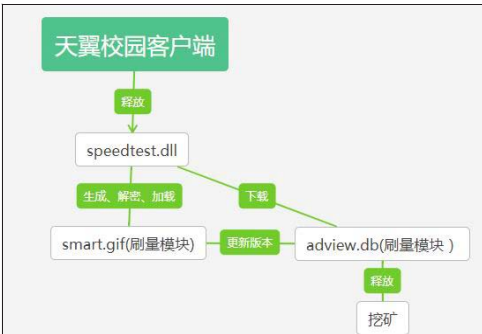 天翼校园客户端
释放
speedtest.dll
生成、解密、加载
下载
smart.gif(刷量模块)
更新版本
adview.db(刷量模块 )
释放
挖矿